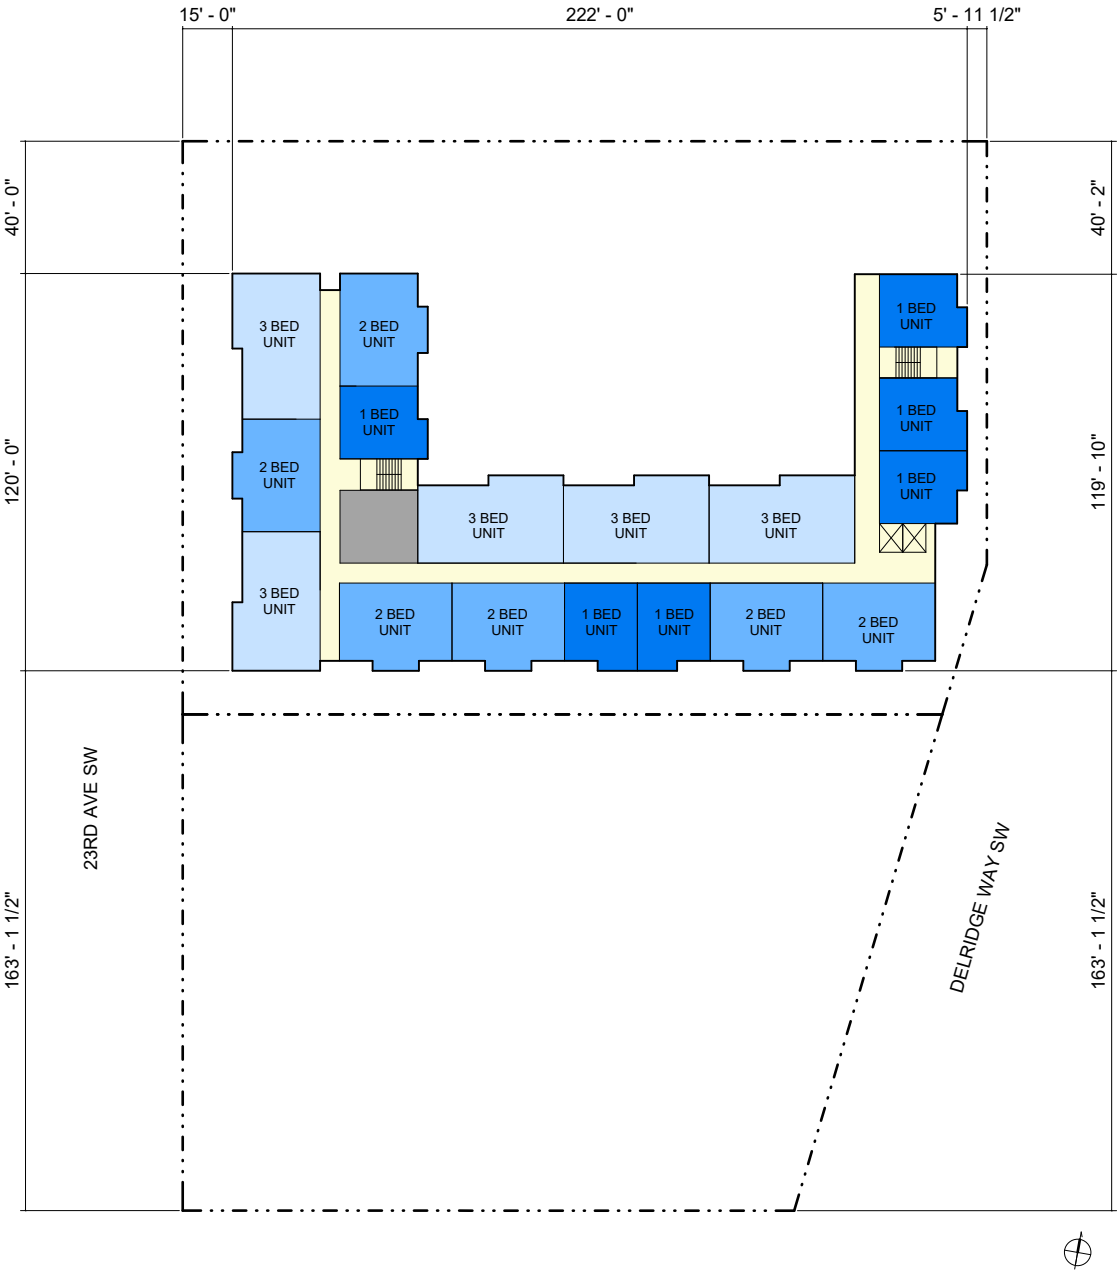 15' - 0"
222' - 0"
5' - 11 1/2"
40' - 0"
40' - 2"
3 BED
UNIT
2 BED
UNIT
1 BED
UNIT
1 BED
UNIT
1 BED
UNIT
2 BED
UNIT
1 BED
UNIT
120' - 0"
119' - 10"
3 BED
UNIT
3 BED
UNIT
3 BED
UNIT
3 BED
UNIT
2 BED
UNIT
2 BED
UNIT
1 BED
UNIT
1 BED
UNIT
2 BED
UNIT
2 BED
UNIT
23RD AVE SW
DELRIDGE WAY SW
163' - 1 1/2"
163' - 1 1/2"